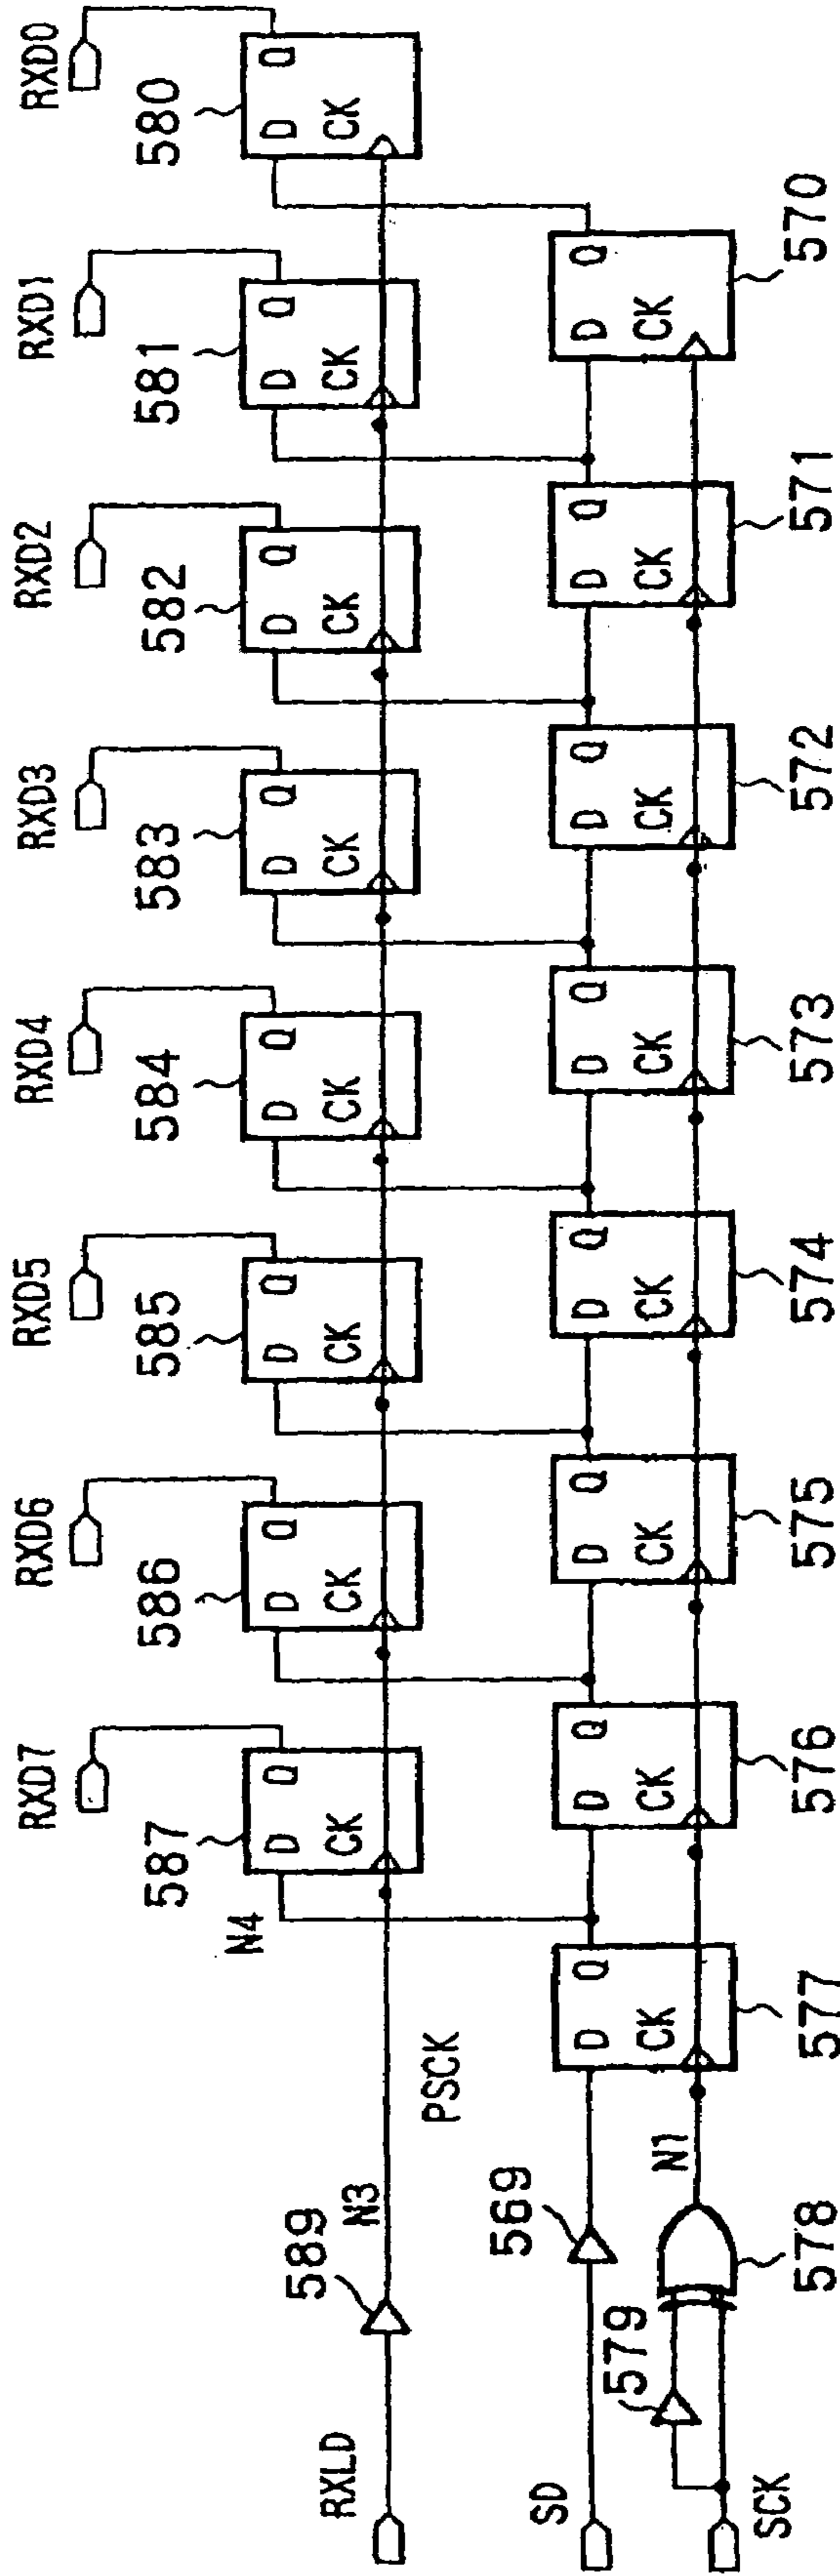 RXD7 RXD6 RXD5 RXD4 RXD3 RXD2 RXD1 RXD0
587 586 585 584 583 582 581 580
N4
D Q D Q D Q D Q D Q D Q D Q D Q
CK CK CK CK CK CK CK CK
RXLD 589 N3
PSCK
SD 569
D Q D Q D Q D Q D Q D Q D Q D Q
CK CK CK CK CK CK CK CK
579 N1
SCK
578 577 576 575 574 573 572 571 570